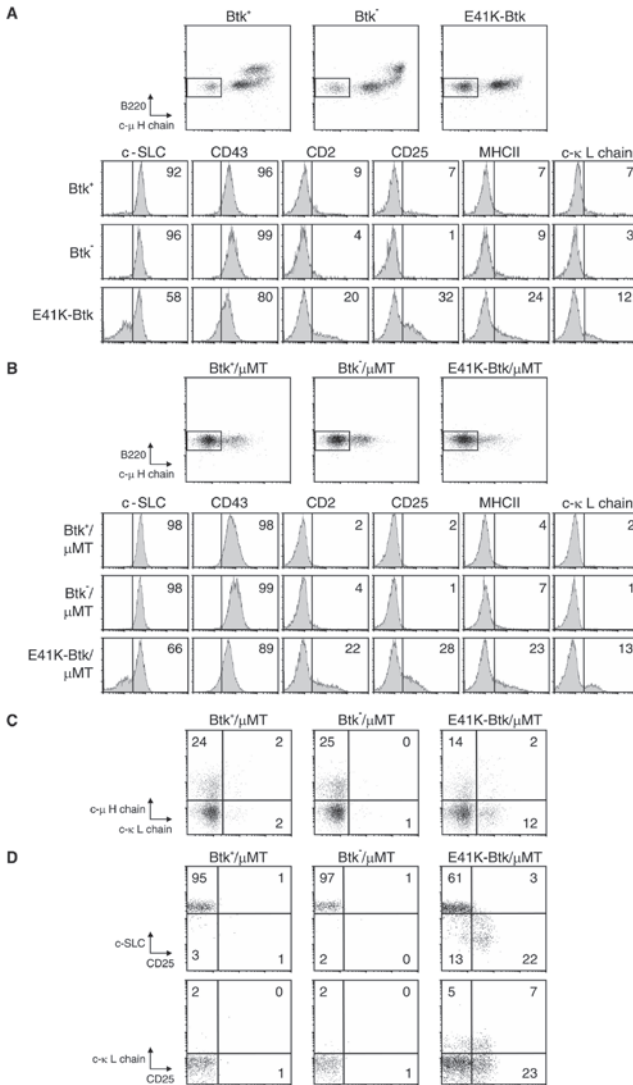 A
Btk⁺ Btk⁻ E41K-Btk
B220
c-μ H chain
c-SLC CD43 CD2 CD25 MHCII c-κ L chain
Btk⁺ 92 96 9 7 7 7
Btk⁻ 96 99 4 1 9 3
E41K-Btk 58 80 20 32 24 12
B
Btk⁺/μMT Btk⁻/μMT E41K-Btk/μMT
B220
c-μ H chain
c-SLC CD43 CD2 CD25 MHCII c-κ L chain
Btk⁺/
μMT
98 98 2 2 4 2
Btk⁻/
μMT
98 99 4 1 7 1
E41K-Btk/
μMT
66 89 22 28 23 13
C
Btk⁺/μMT Btk⁻/μMT E41K-Btk/μMT
24 2 25 0 14 2
c-μ H chain
c-κ L chain
2 1 12
D
Btk⁺/μMT Btk⁻/μMT E41K-Btk/μMT
95 1 97 1 61 3
c-SLC
CD25
3 1 2 0 13 22
2 0 2 0 5 7
c-κ L chain
CD25
1 1 23